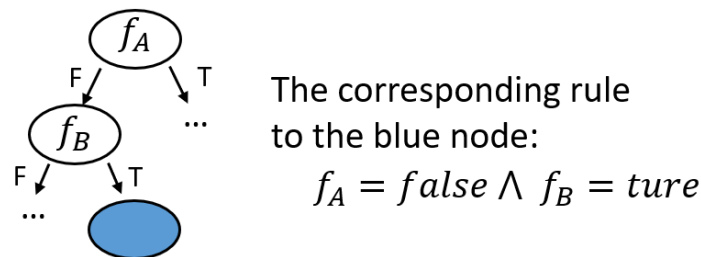 f_A
F T
...
f_B
F T
...
The corresponding rule
to the blue node:
f_A = false ∧ f_B = ture